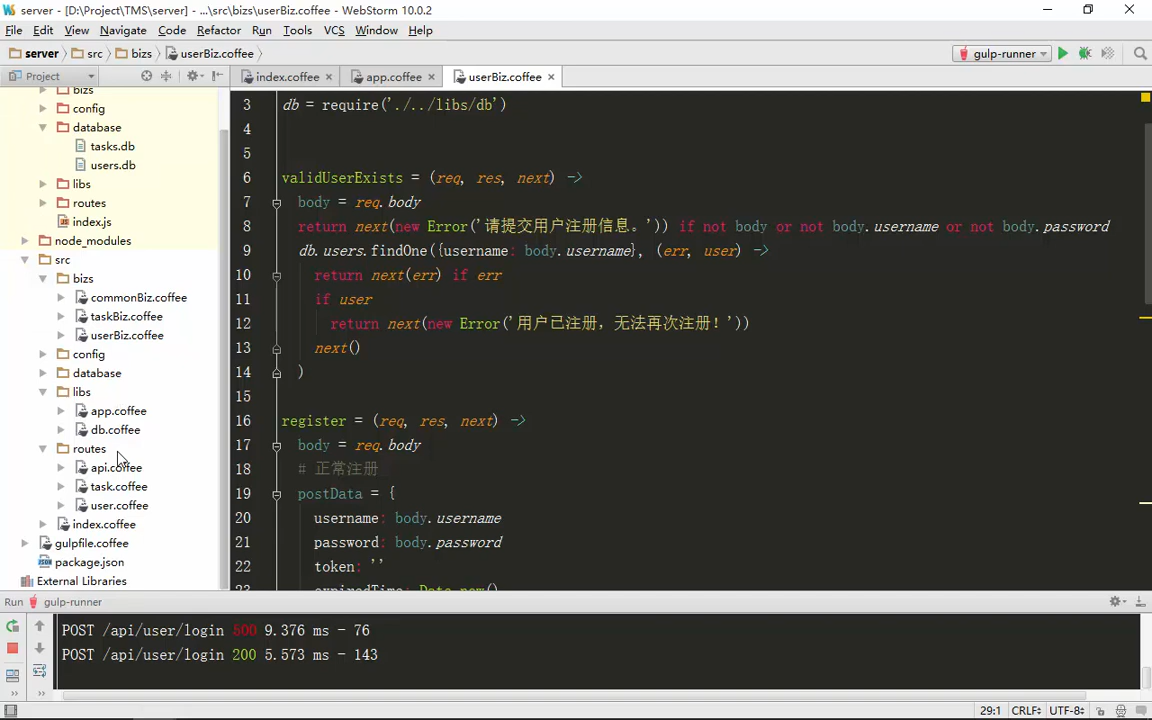 server - [D:\Project\TMS\server] - ...\src\bizs\userBiz.coffee - WebStorm 10.0.2
File Edit View Navigate Code Refactor Run Tools VCS Window Help
server src bizs userBiz.coffee gulp-runner
Project index.coffee app.coffee userBiz.coffee
bizs
config
database
tasks.db
users.db
libs
routes
index.js
node_modules
src
bizs
commonBiz.coffee
taskBiz.coffee
userBiz.coffee
config
database
libs
app.coffee
db.coffee
routes
api.coffee
task.coffee
user.coffee
index.coffee
gulpfile.coffee
package.json
External Libraries
3 db = require('./../libs/db')
4
5
6 validUserExists = (req, res, next) ->
7 body = req.body
8 return next(new Error('请提交用户注册信息。')) if not body or not body.username or not body.password
9 db.users.findOne({username: body.username}, (err, user) ->
10 return next(err) if err
11 if user
12 return next(new Error('用户已注册，无法再次注册！'))
13 next()
14 )
15
16 register = (req, res, next) ->
17 body = req.body
18 # 正常注册
19 postData = {
20 username: body.username
21 password: body.password
22 token: ''
23 expiredTime: Date.now()
Run gulp-runner
POST /api/user/login 500 9.376 ms - 76
POST /api/user/login 200 5.573 ms - 143
29:1 CRLF UTF-8